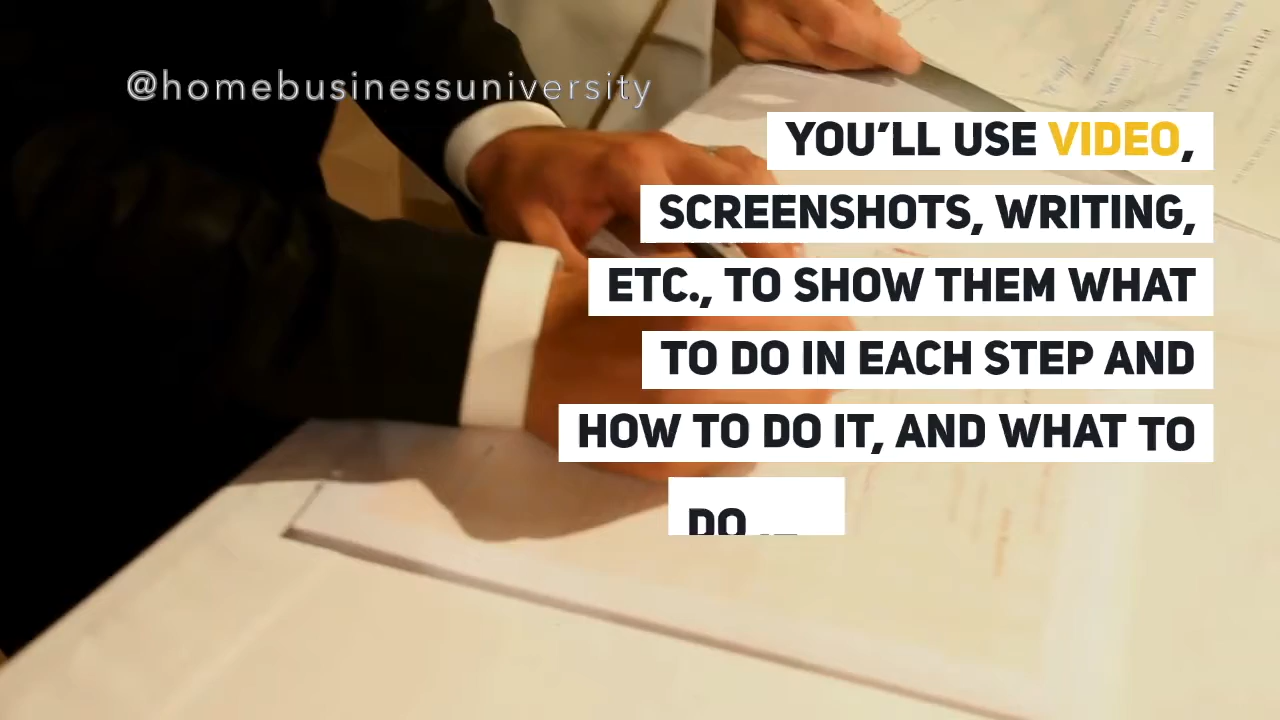 @homebusinessuniversity
YOU'LL USE VIDEO,
SCREENSHOTS, WRITING,
ETC., TO SHOW THEM WHAT
TO DO IN EACH STEP AND
HOW TO DO IT, AND WHAT TO
DO